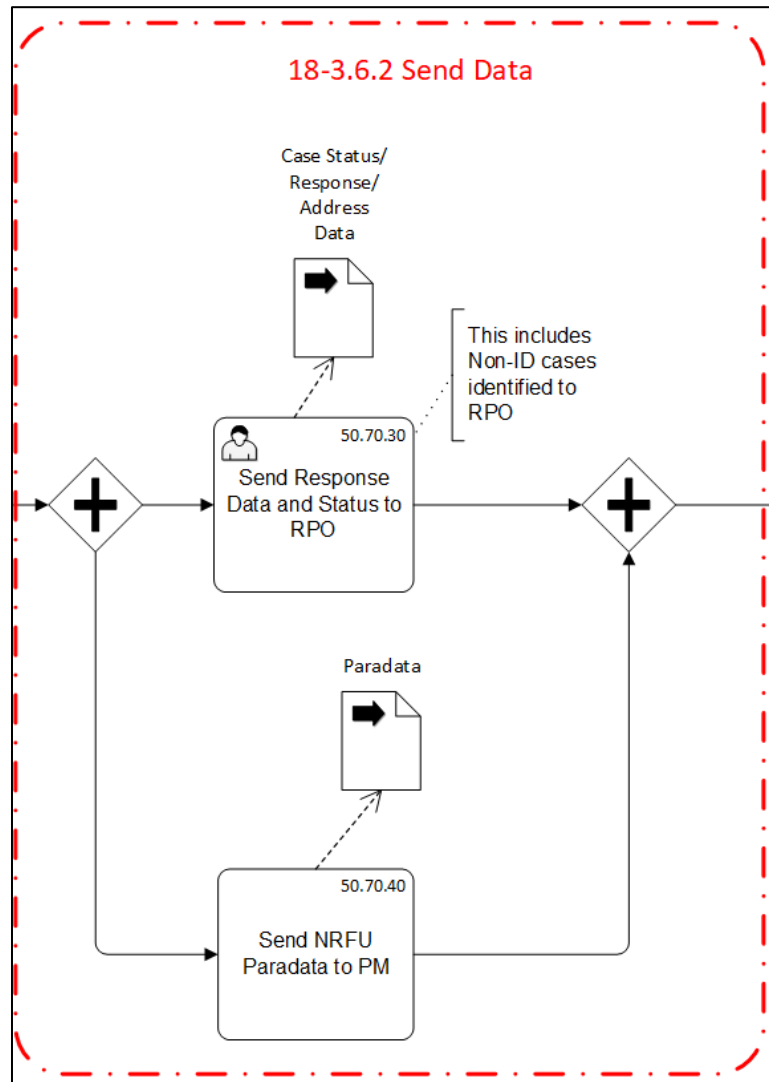 18-3.6.2 Send Data
Case Status/
Response/
Address
Data
This includes
Non-ID cases
identified to
RPO
50.70.30
Send Response
Data and Status to
RPO
Paradata
50.70.40
Send NRFU
Paradata to PM